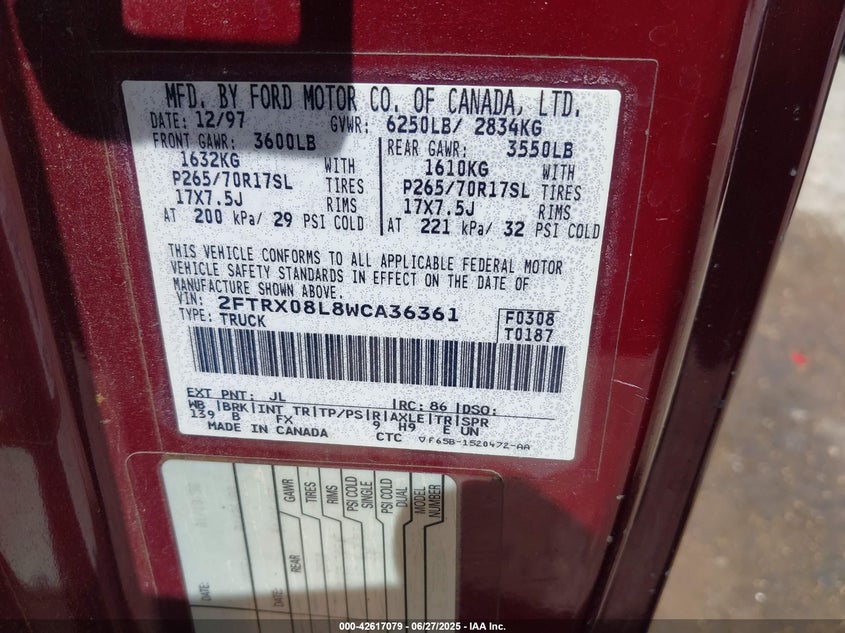 MFD. BY FORD MOTOR CO. OF CANADA, LTD.
DATE: 12/97 GVWR: 6250LB/ 2834KG
FRONT GAWR: 3600LB REAR GAWR: 3550LB
1632KG WITH 1610KG WITH
P265/70R17SL TIRES P265/70R17SL TIRES
17X7.5J RIMS 17X7.5J RIMS
AT 200 kPa/ 29 PSI COLD AT 221 kPa/ 32 PSI COLD
THIS VEHICLE CONFORMS TO ALL APPLICABLE FEDERAL MOTOR
VEHICLE SAFETY STANDARDS IN EFFECT ON THE DATE OF
MANUFACTURE SHOWN ABOVE.
VIN: 2FTRX08L8WCA36361 F0308
TYPE: TRUCK T0187
EXT PNT: JL RC: 86 DSO:
WB BRK INT TR TP/PS R AXLE TR SPR
139 B FX 9 H9 E UN
MADE IN CANADA CTC F65B-1520472-AA
DATE:
GAWR
TIRES
RIMS
PSI COLD
SINGLE
PSI COLD
DUAL
MODEL
NUMBER
DATE:
REAR
000-42617079 - 06/27/2025 - IAA Inc.